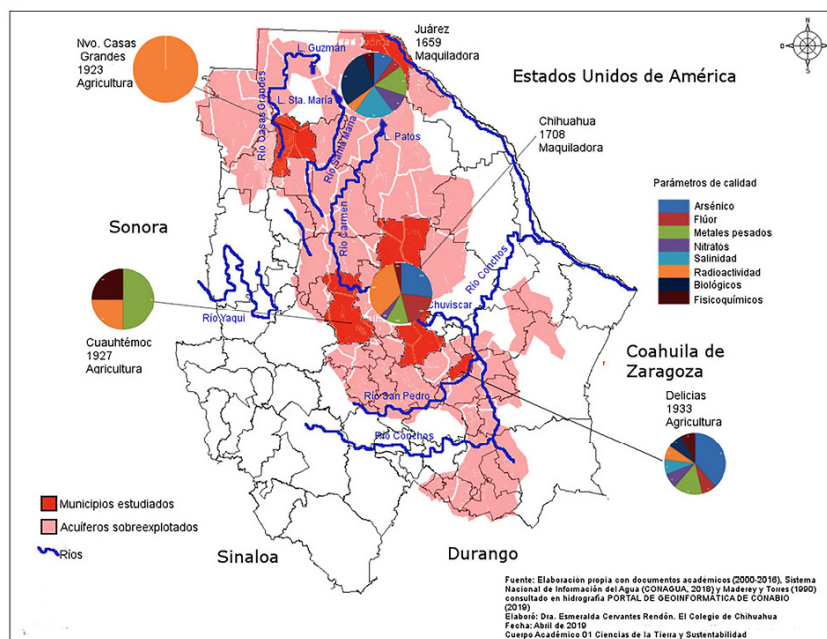 Nvo. Casas
Grandes
1923
Agricultura
Juárez
1659
Maquiladora
Estados Unidos de América
L. Guzmán
L. Sta. María
Río Casas Grandes
Río Santa María
L. Patos
Chihuahua
1708
Maquiladora
Parámetros de calidad
Arsénico
Flúor
Metales pesados
Nitratos
Salinidad
Radioactividad
Biológicos
Fisicoquímicos
Sonora
Río Carmen
Río Conchos
Chuviscar
Río Yaqui
Cuauhtémoc
1927
Agricultura
Coahuila de
Zaragoza
Delicias
1933
Agricultura
Río San Pedro
Río Conchos
Municipios estudiados
Acuíferos sobreexplotados
Ríos
Sinaloa
Durango
Fuente: Elaboración propia con documentos académicos (2000-2016), Sistema
Nacional de Información del Agua (CONAGUA, 2018) y Maderey y Torres (1990)
consultado en hidrografía PORTAL DE GEOINFORMÁTICA DE CONABIO
(2019)
Elaboró: Dra. Esmeralda Cervantes Rendón. El Colegio de Chihuahua
Fecha: Abril de 2019
Cuerpo Académico 01 Ciencias de la Tierra y Sustentabilidad